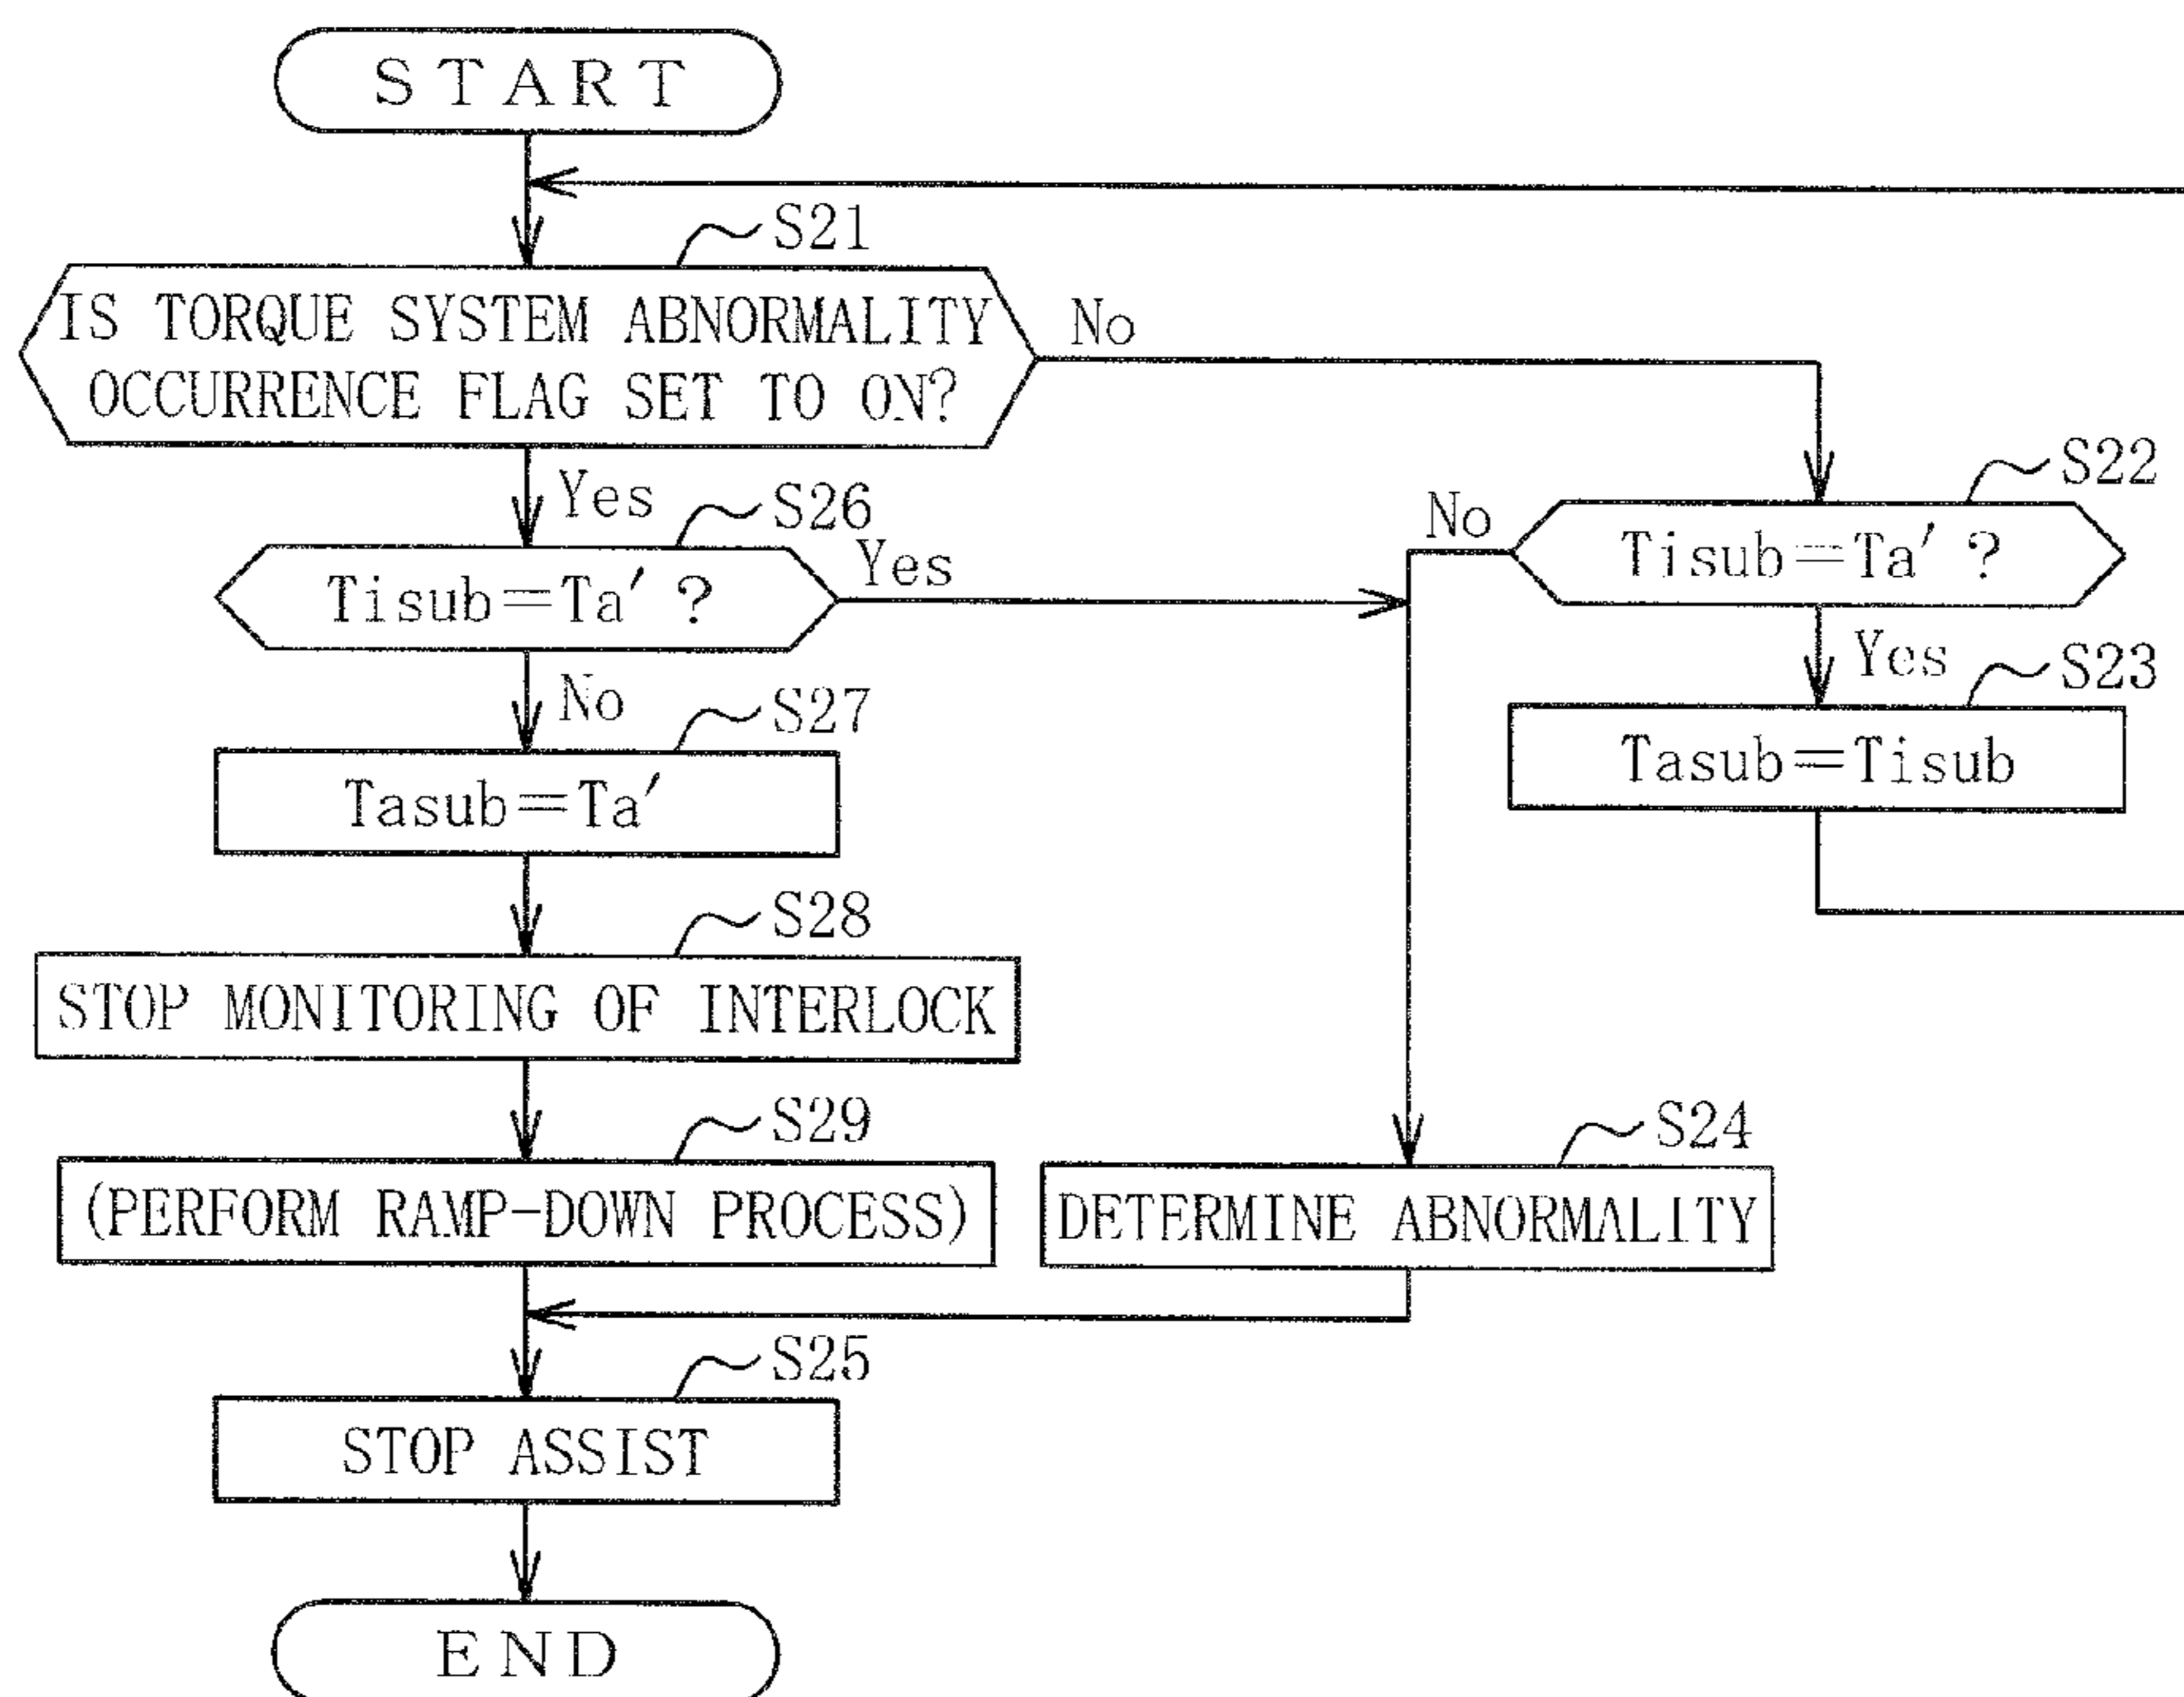 START
S21
IS TORQUE SYSTEM ABNORMALITY
OCCURRENCE FLAG SET TO ON?
No
Yes
S26
Tisub=Ta'?
Yes
No
S22
Tisub=Ta'?
Yes
S23
Tasub=Tisub
No
S27
Tasub=Ta'
S28
STOP MONITORING OF INTERLOCK
S29
(PERFORM RAMP-DOWN PROCESS)
S24
DETERMINE ABNORMALITY
S25
STOP ASSIST
END